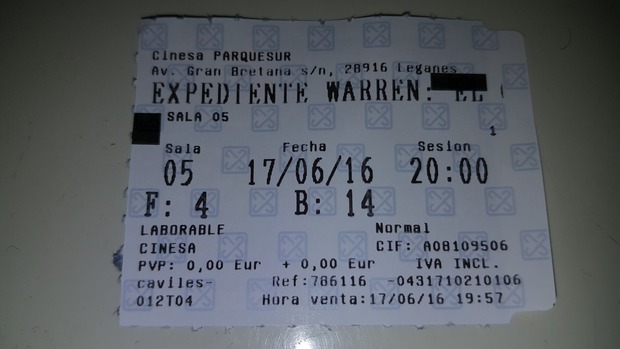 Cinesa PARQUESUR
Av. Gran Bretana s/n, 28916 Leganes
EXPEDIENTE WARREN: EL
SALA 05
1
Sala Fecha Sesion
05 17/06/16 20:00
F: 4 B: 14
LABORABLE Normal
CINESA CIF: A08109506
PVP: 0,00 Eur + 0,00 Eur IVA INCL.
caviles- Ref:786116 -0431710210106
012T04 Hora venta:17/06/16 19:57